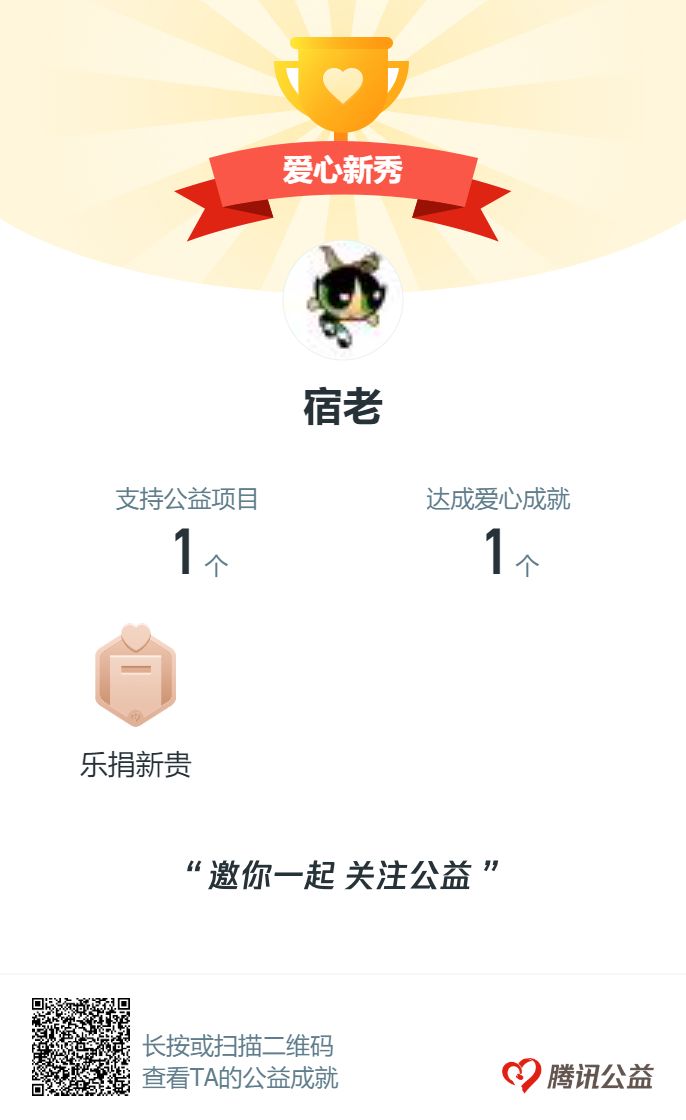 爱心新秀
宿老
支持公益项目
1 个
达成爱心成就
1 个
乐捐新贵
“邀你一起 关注公益”
长按或扫描二维码
查看TA的公益成就
腾讯公益